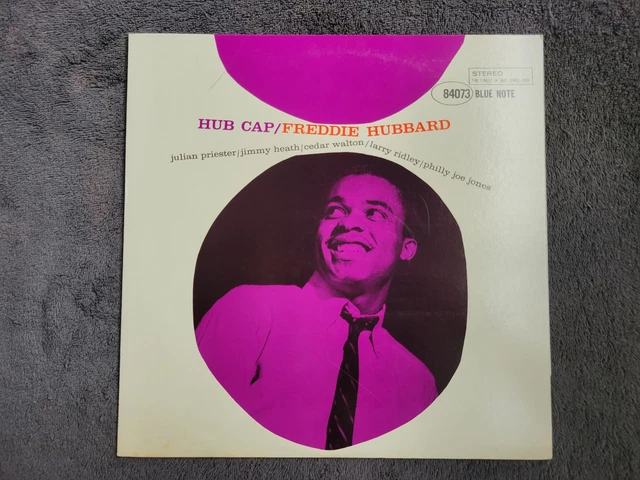 STEREO
84073 BLUE NOTE
HUB CAP/FREDDIE HUBBARD
julian priester/jimmy heath/cedar walton/larry ridley/philly joe jones